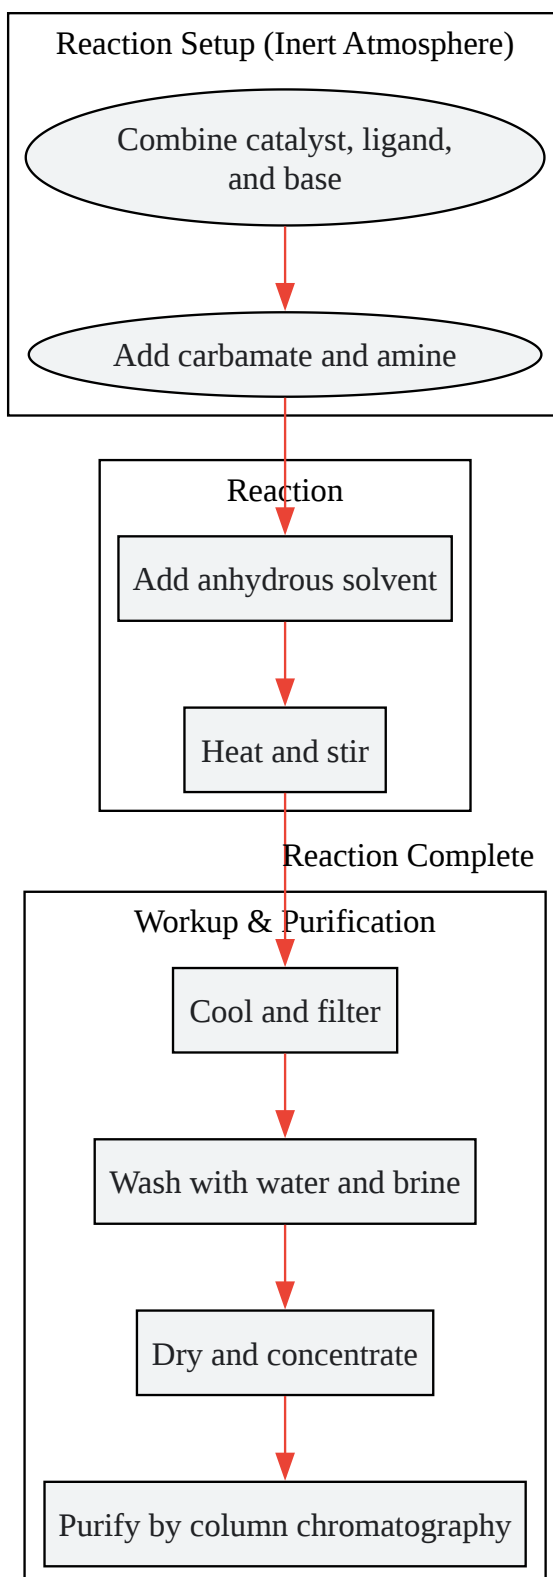 Reaction Setup (Inert Atmosphere)
Combine catalyst, ligand,
and base
Add carbamate and amine
Reaction
Add anhydrous solvent
Heat and stir
Reaction Complete
Workup & Purification
Cool and filter
Wash with water and brine
Dry and concentrate
Purify by column chromatography